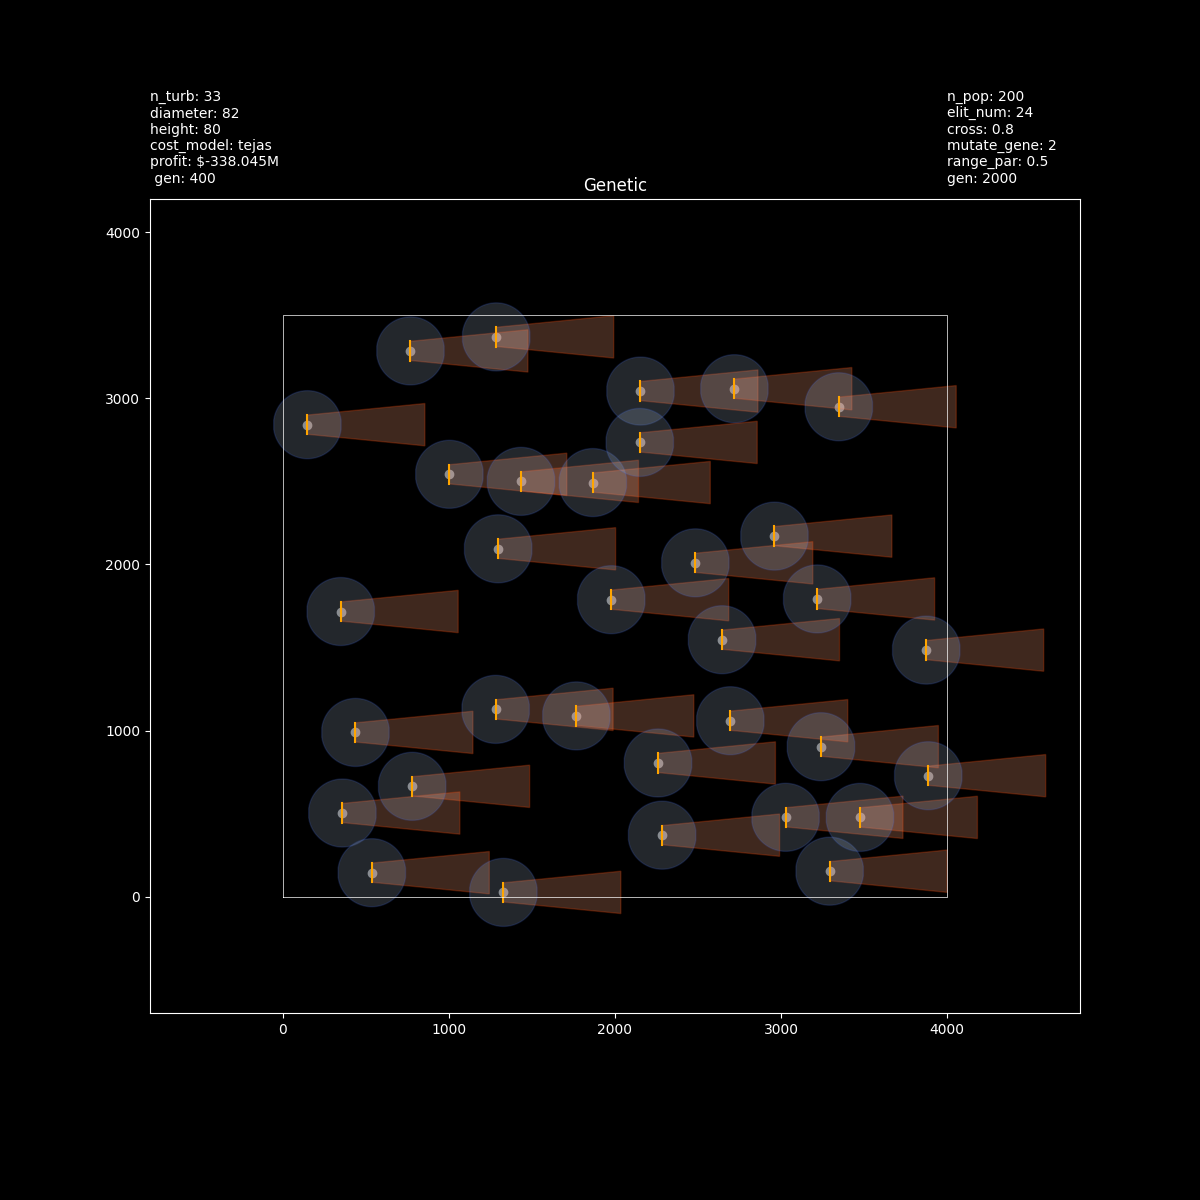 n_turb: 33
diameter: 82
height: 80
cost_model: tejas
profit: $-338.045M
gen: 400
n_pop: 200
elit_num: 24
cross: 0.8
mutate_gene: 2
range_par: 0.5
gen: 2000
Genetic
4000
3000
2000
1000
0
0
1000
2000
3000
4000